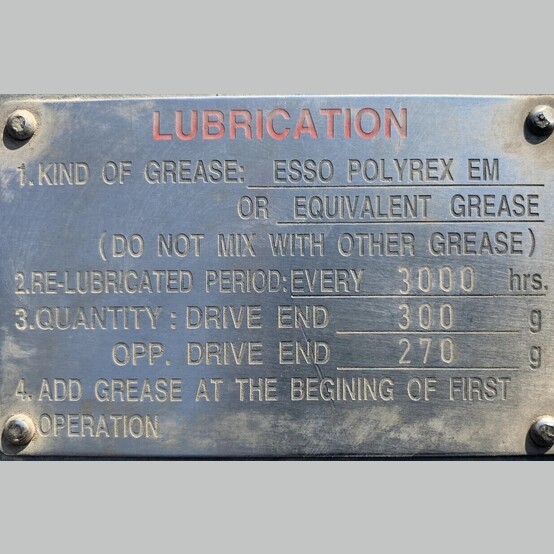 LUBRICATION
1. KIND OF GREASE: ESSO POLYREX EM
OR EQUIVALENT GREASE
(DO NOT MIX WITH OTHER GREASE)
2. RE-LUBRICATED PERIOD: EVERY 3000 hrs.
3. QUANTITY : DRIVE END 300 g
OPP. DRIVE END 270 g
4. ADD GREASE AT THE BEGINING OF FIRST
OPERATION